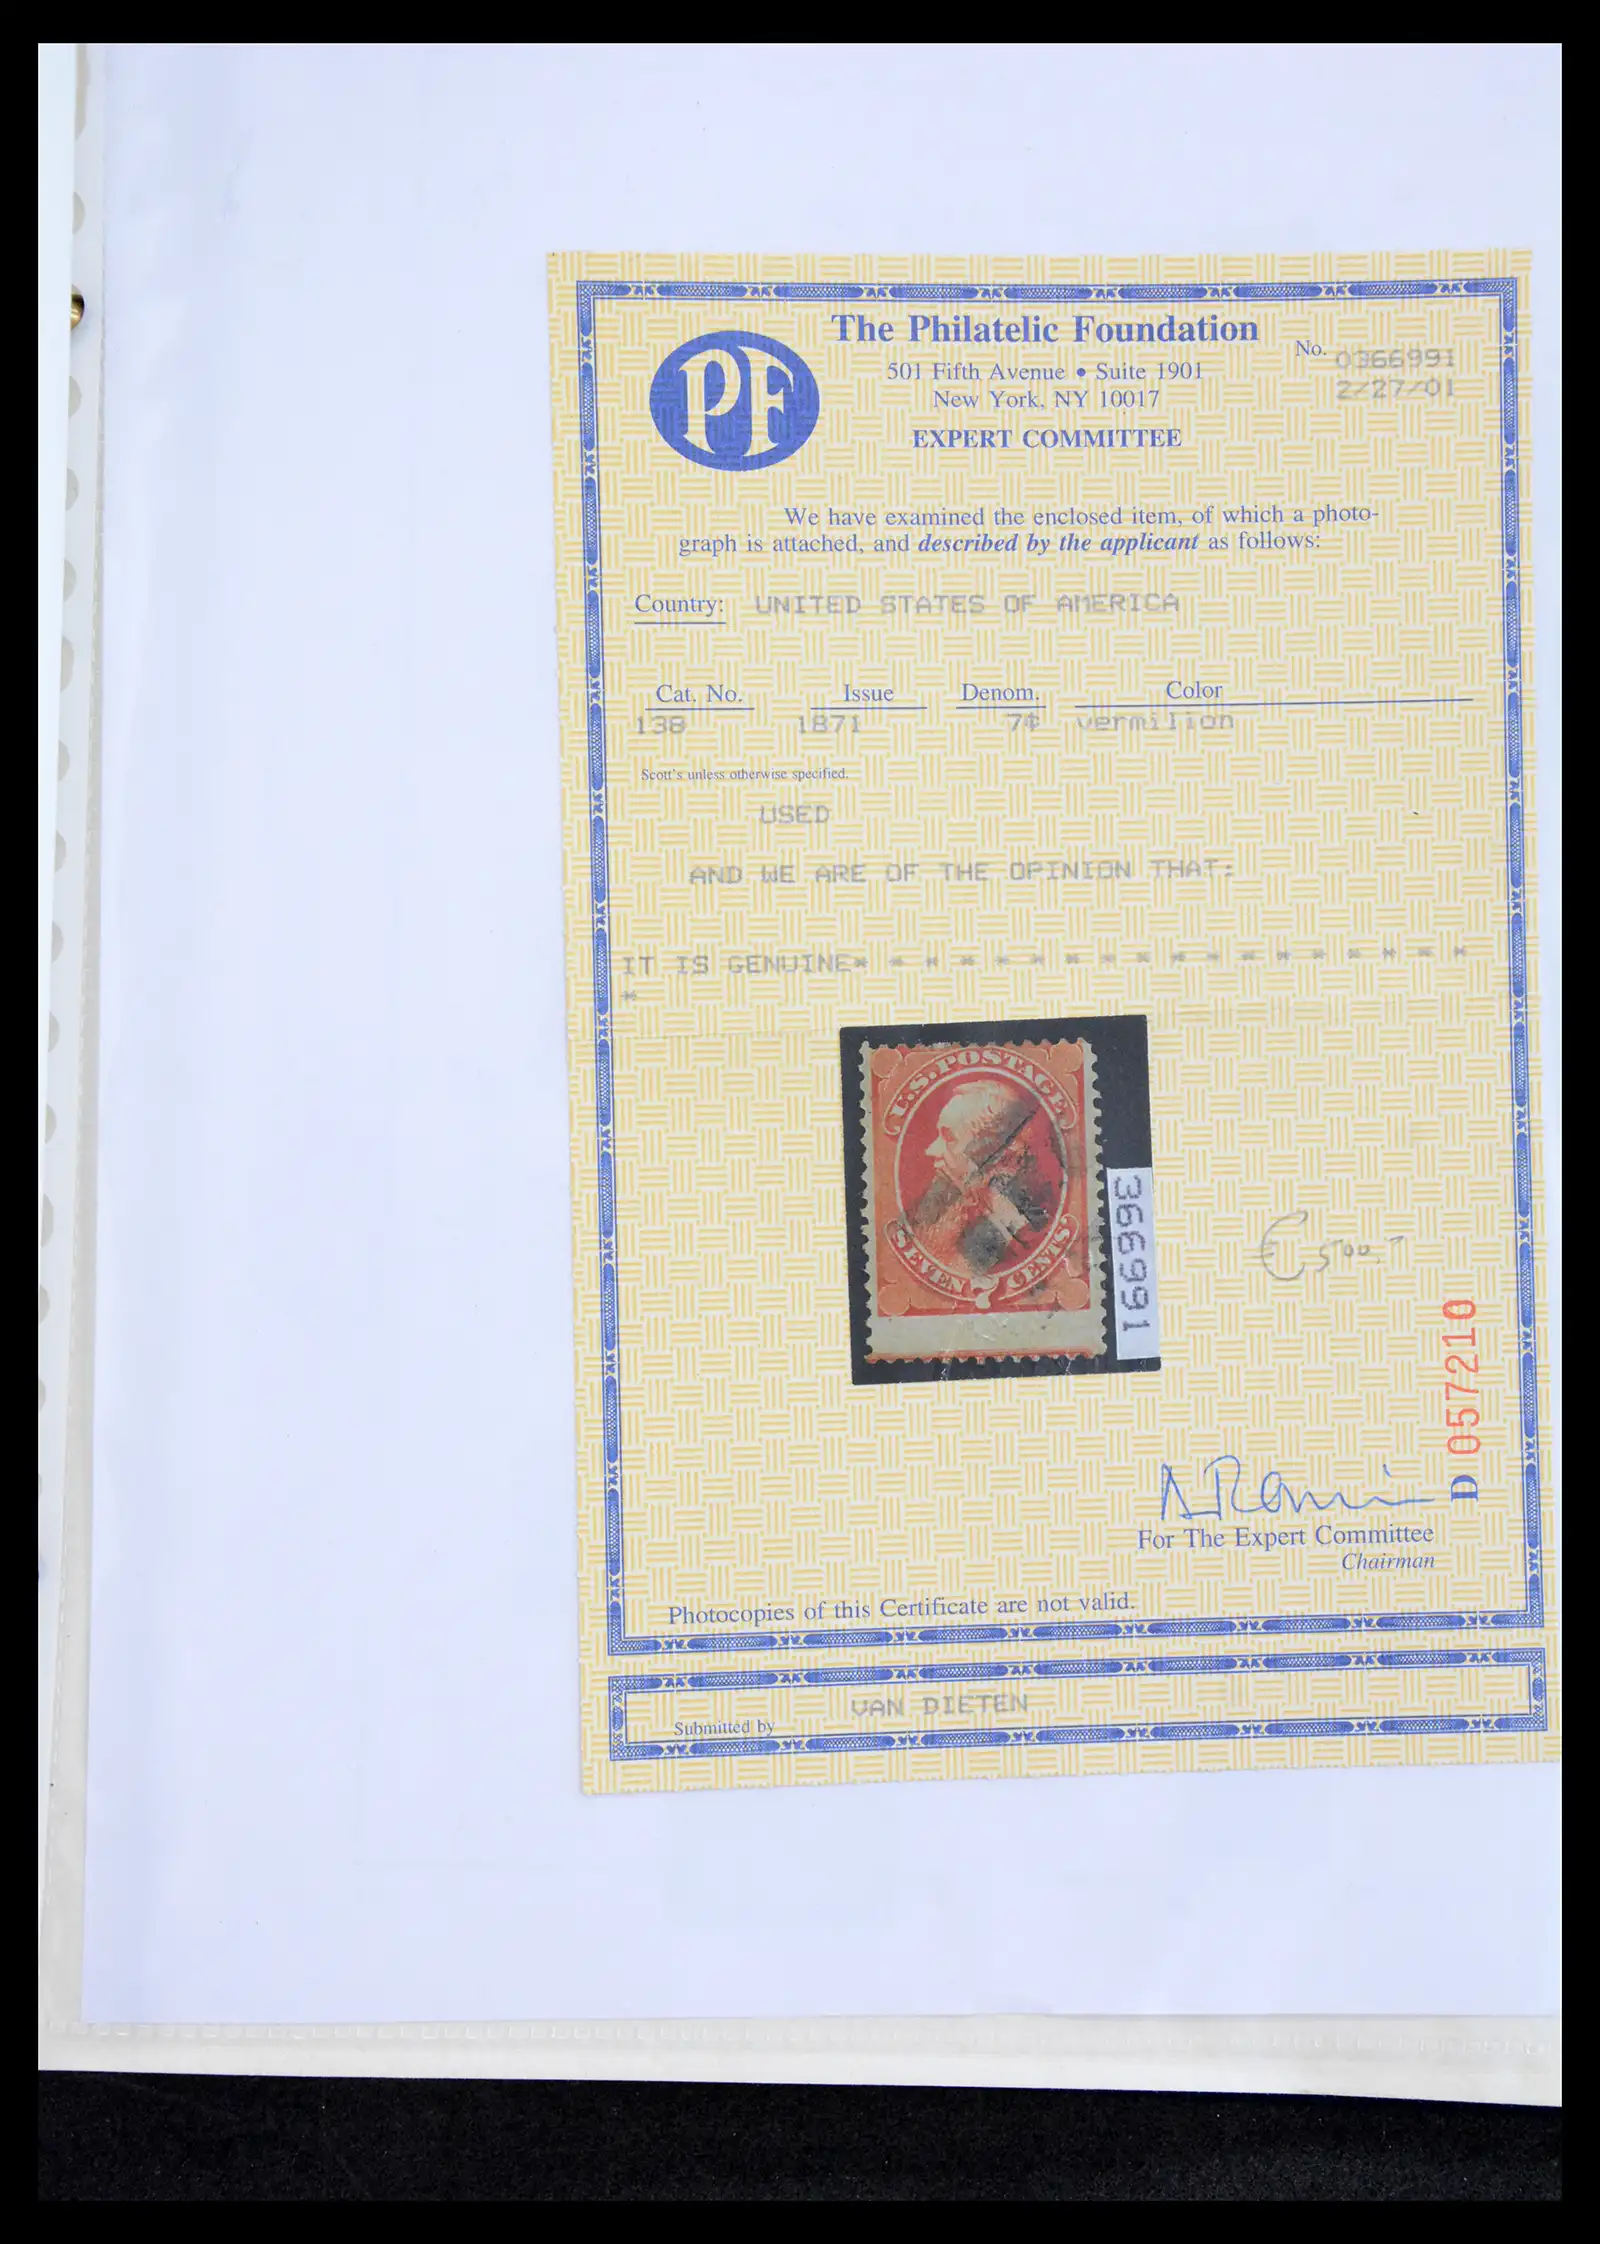 The Philatelic Foundation
No. 0366991
501 Fifth Avenue • Suite 1901
2/27/01
New York, NY 10017
EXPERT COMMITTEE
PF
We have examined the enclosed item, of which a photo-
graph is attached, and described by the applicant as follows:
Country: UNITED STATES OF AMERICA
Cat. No. Issue Denom. Color
138 1871 7¢ vermilion
Scott's unless otherwise specified.
USED
AND WE ARE OF THE OPINION THAT:
IT IS GENUINE* * * * * * * * * * * * * * * * * *
*
U.S. POSTAGE
SEVEN 7 CENTS
366991
€ 500,-
D 057210
For The Expert Committee
Chairman
Photocopies of this Certificate are not valid.
Submitted by VAN DIETEN